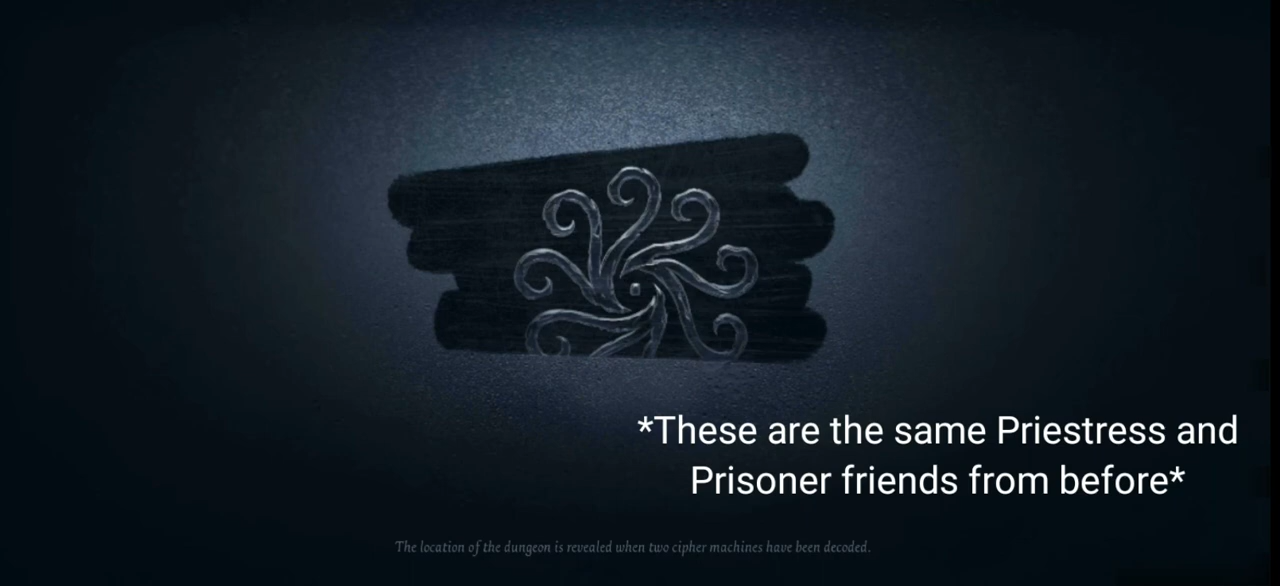 *These are the same Priestress and
Prisoner friends from before*
The location of the dungeon is revealed when two cipher machines have been decoded.